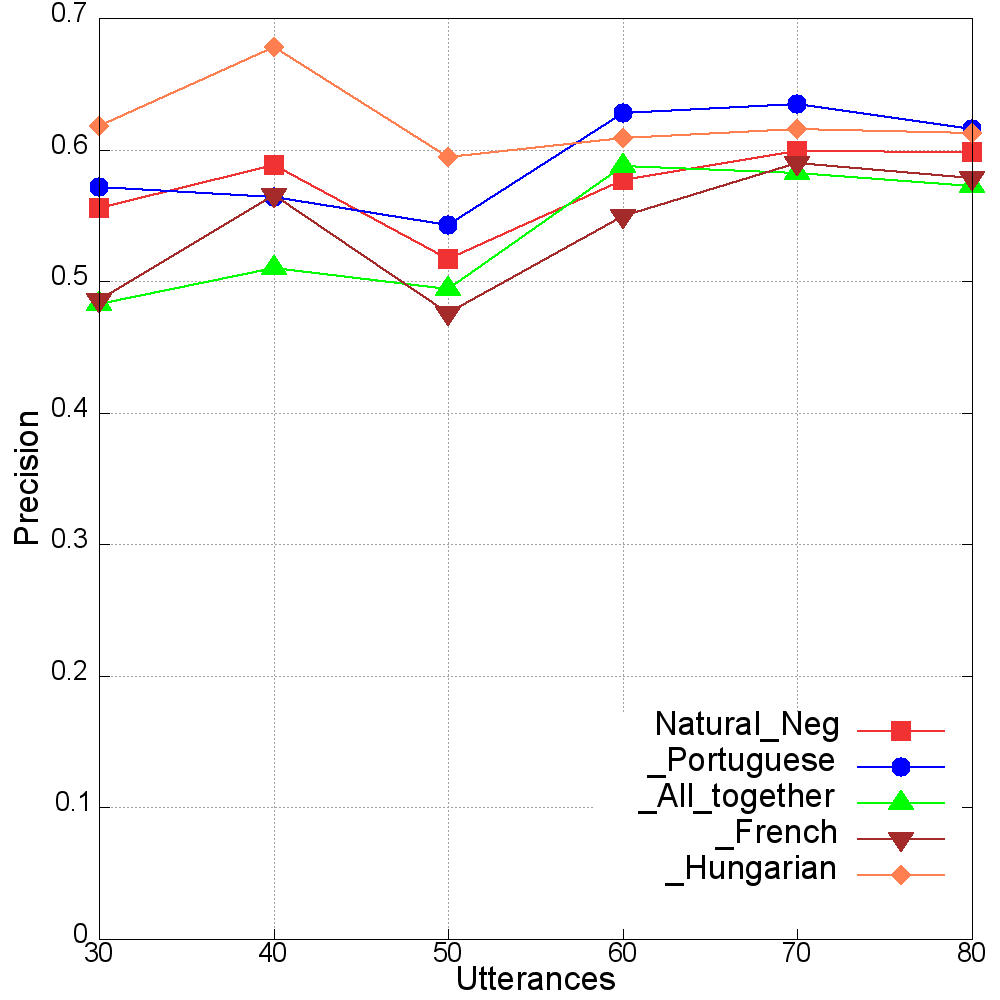 0.7
0.6
0.5
0.4
0.3
0.2
0.1
0
Precision
30 40 50 60 70 80
Utterances
Natural_Neg
_Portuguese
_All_together
_French
_Hungarian